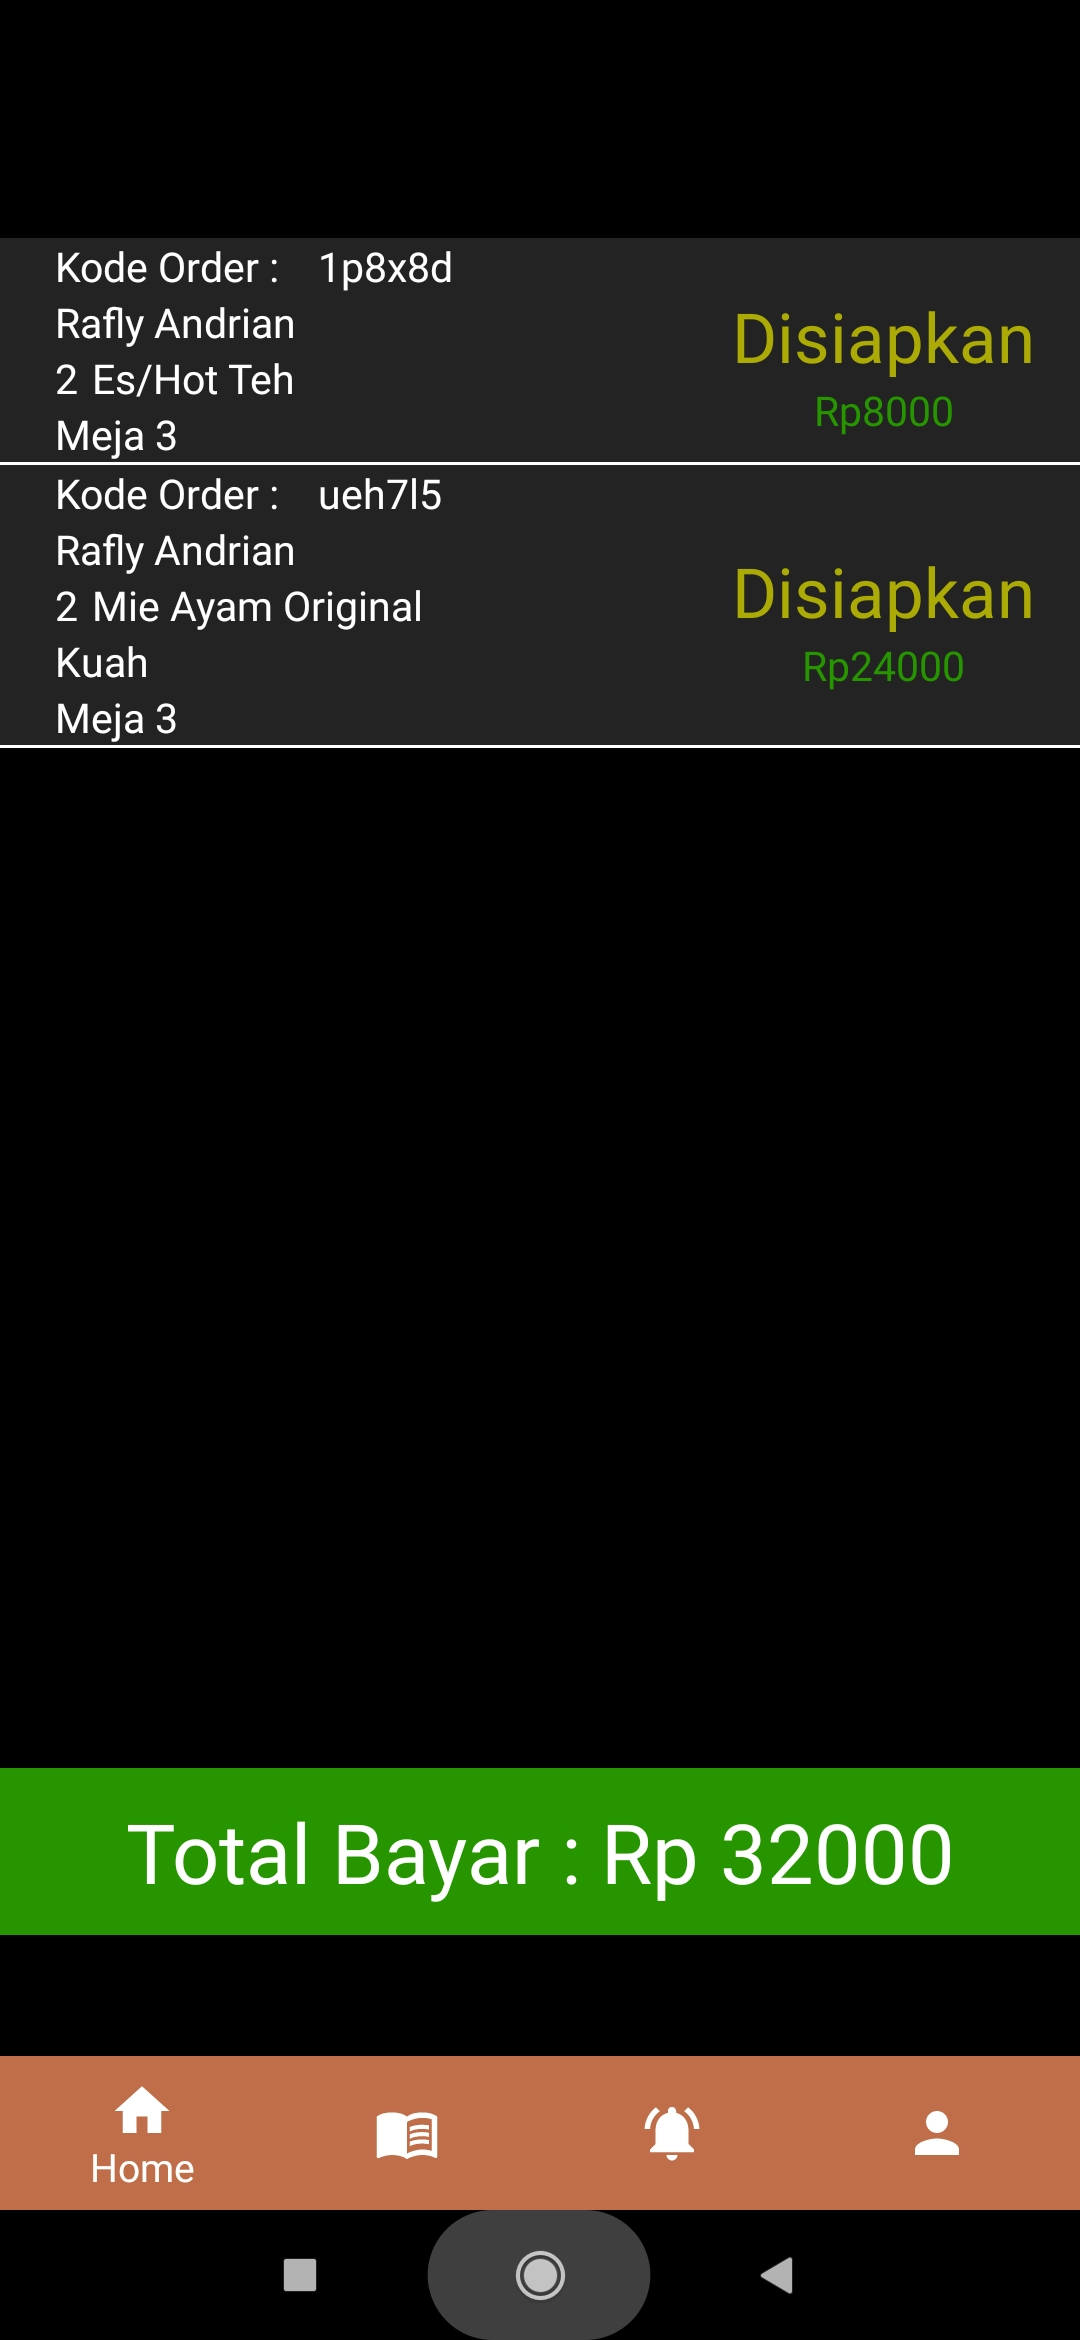 Kode Order : 1p8x8d
Rafly Andrian
2 Es/Hot Teh
Meja 3
Disiapkan
Rp8000
Kode Order : ueh7l5
Rafly Andrian
2 Mie Ayam Original
Kuah
Meja 3
Disiapkan
Rp24000
Total Bayar : Rp 32000
Home